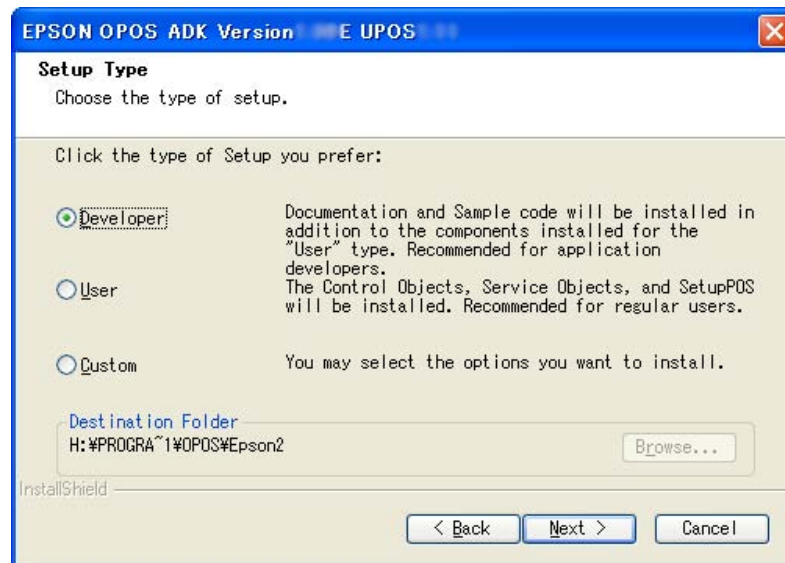 EPSON OPOS ADK Version E UPOS
Setup Type
Choose the type of setup.
Click the type of Setup you prefer:
Developer
Documentation and Sample code will be installed in
addition to the components installed for the
"User" type. Recommended for application
developers.
User
The Control Objects, Service Objects, and SetupPOS
will be installed. Recommended for regular users.
Custom
You may select the options you want to install.
Destination Folder
H:¥PROGRA~1¥OPOS¥Epson2
Browse...
InstallShield
< Back
Next >
Cancel